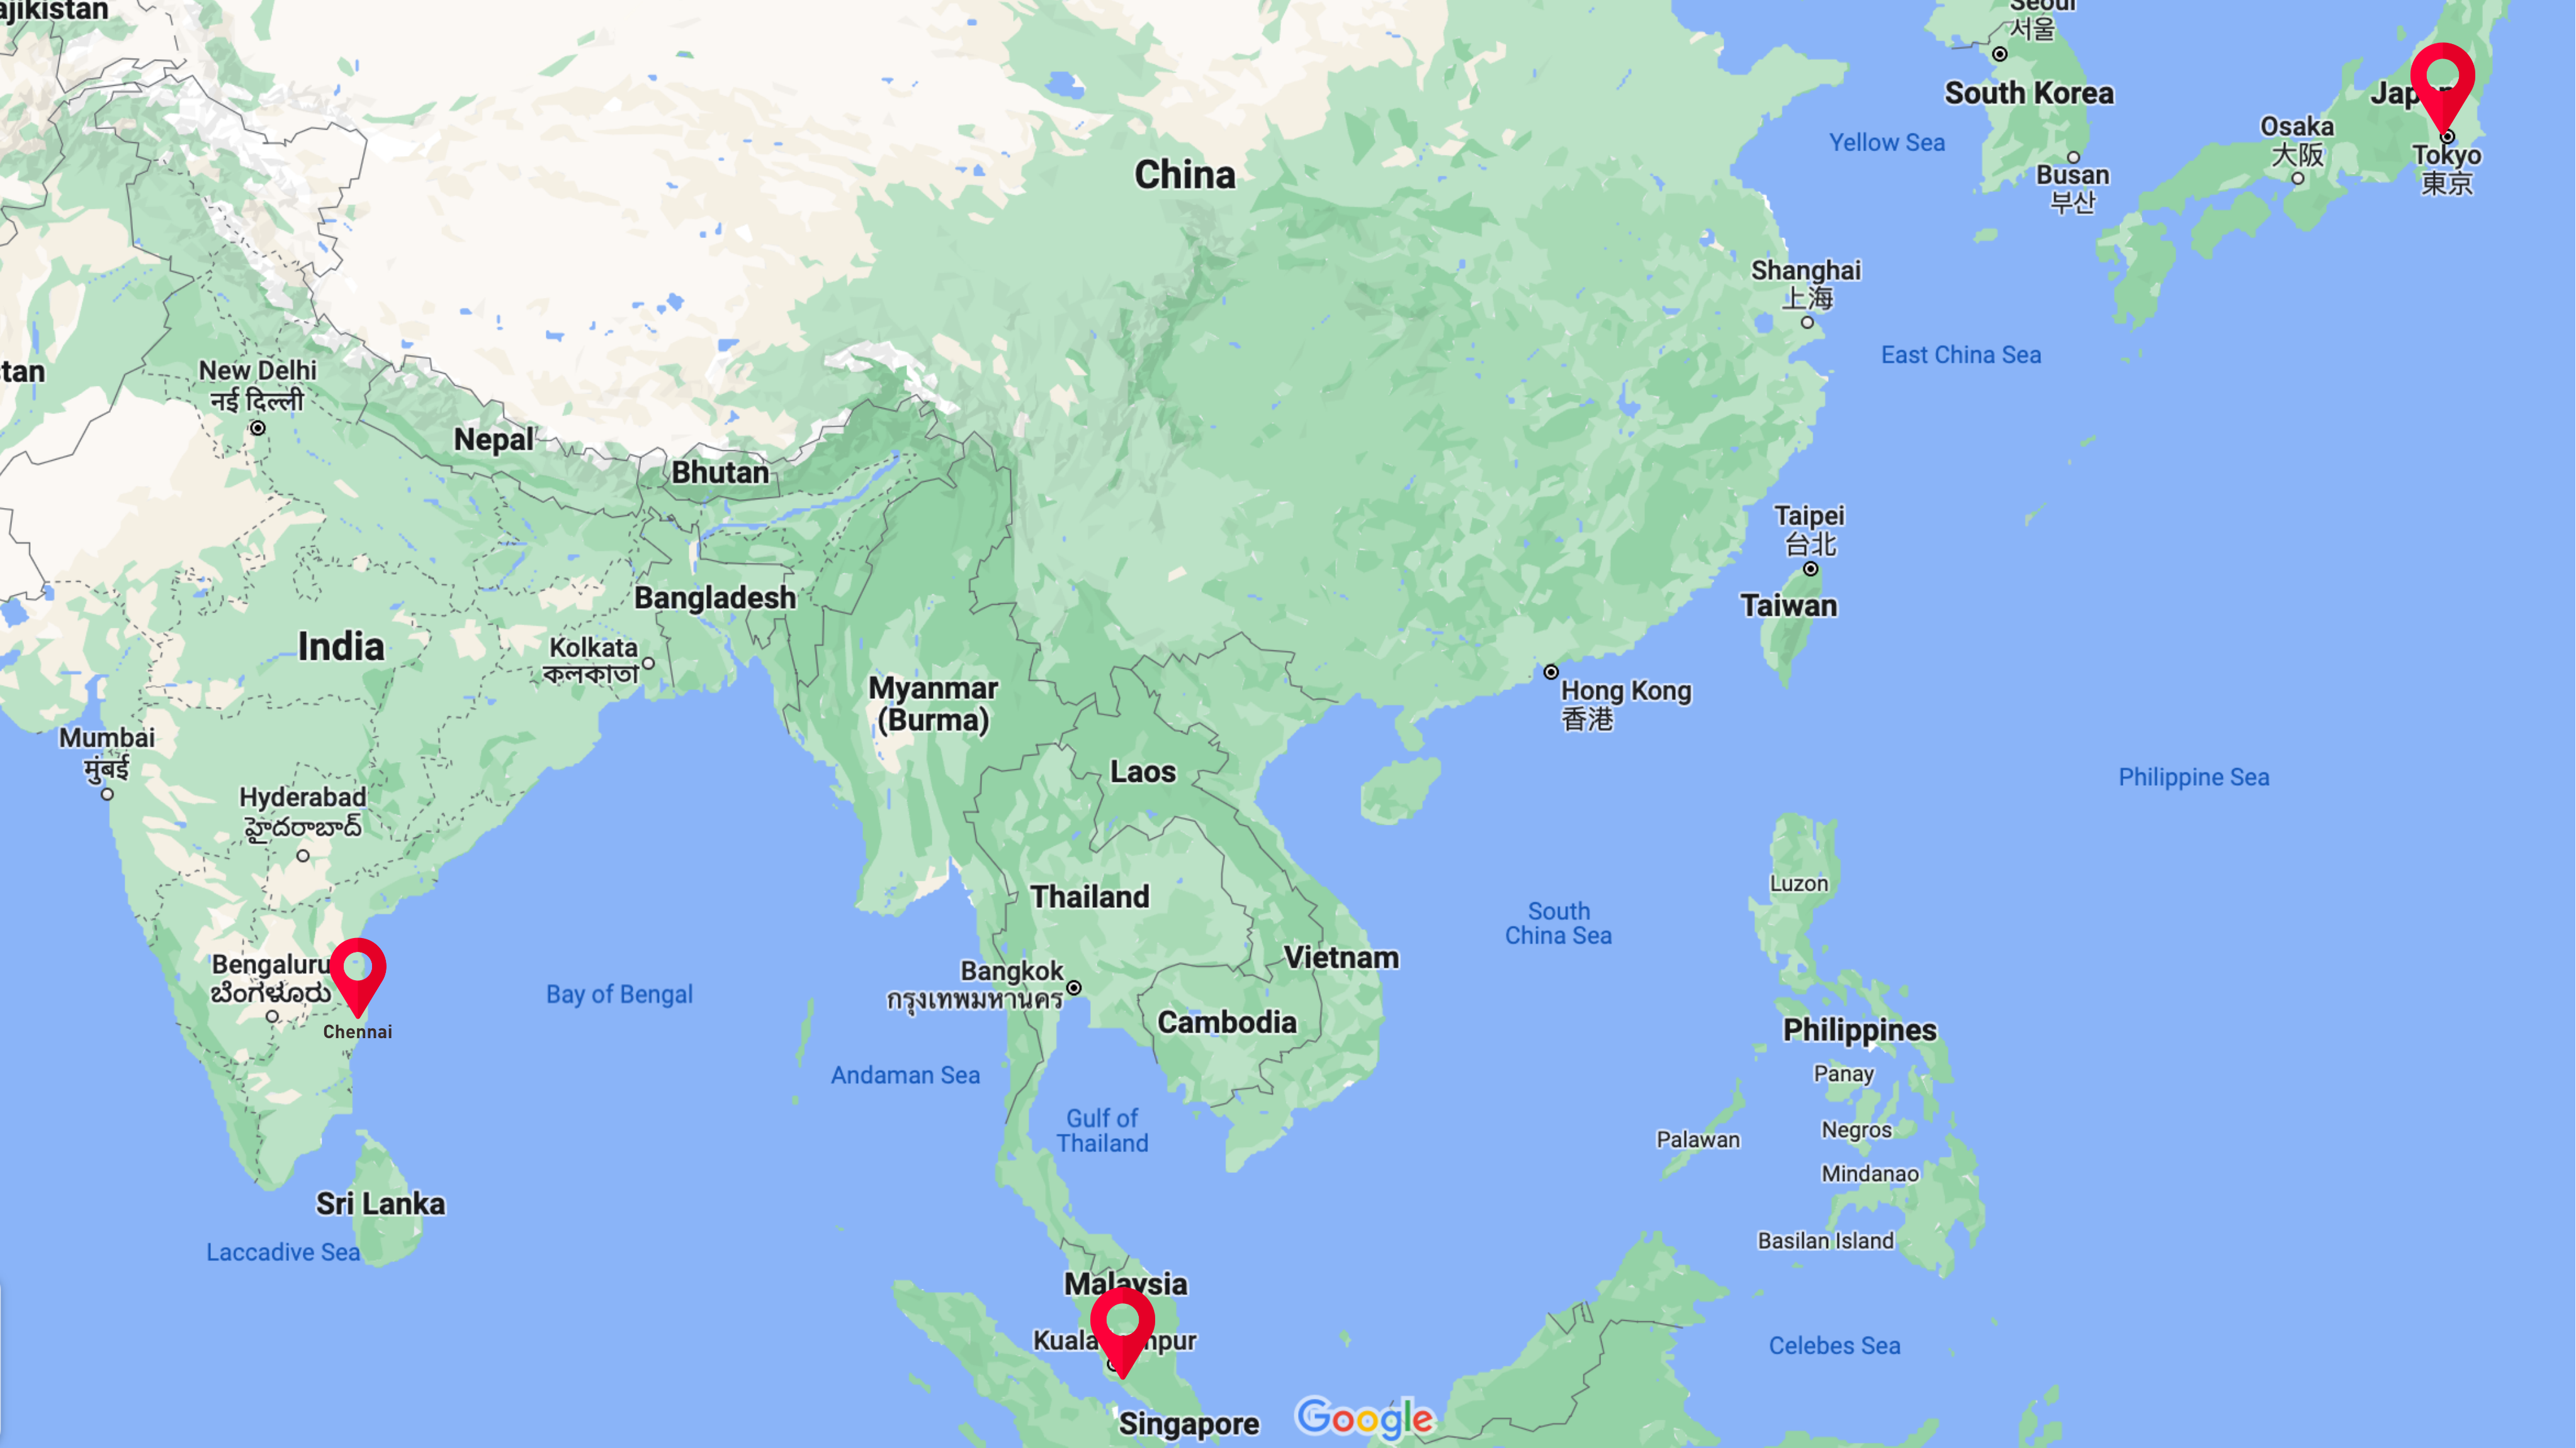 ajikistan
Seoul
서울
South Korea
Japan
Tokyo
東京
Osaka
大阪
Busan
부산
Yellow Sea
China
Shanghai
上海
East China Sea
tan
New Delhi
नई दिल्ली
Nepal
Bhutan
Taipei
台北
Taiwan
Bangladesh
India
Kolkata
কলকাতা
Myanmar
(Burma)
Hong Kong
香港
Mumbai
मुंबई
Laos
Philippine Sea
Hyderabad
హైదరాబాద్
Luzon
Thailand
South
China Sea
Vietnam
Bengaluru
ಬೆಂಗಳೂರು
Bay of Bengal
Bangkok
กรุงเทพมหานคร
Cambodia
Chennai
Philippines
Andaman Sea
Panay
Gulf of
Thailand
Palawan
Negros
Mindanao
Sri Lanka
Laccadive Sea
Basilan Island
Malaysia
Kuala mpur
Celebes Sea
Singapore
Google